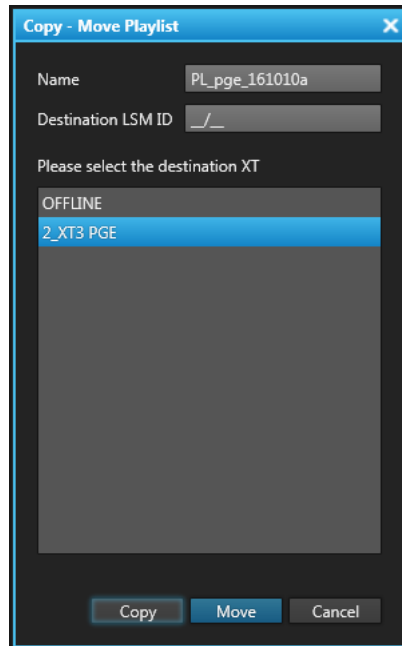 Copy - Move Playlist
Name PL_pge_161010a
Destination LSM ID __/__
Please select the destination XT
OFFLINE
2_XT3 PGE
Copy Move Cancel